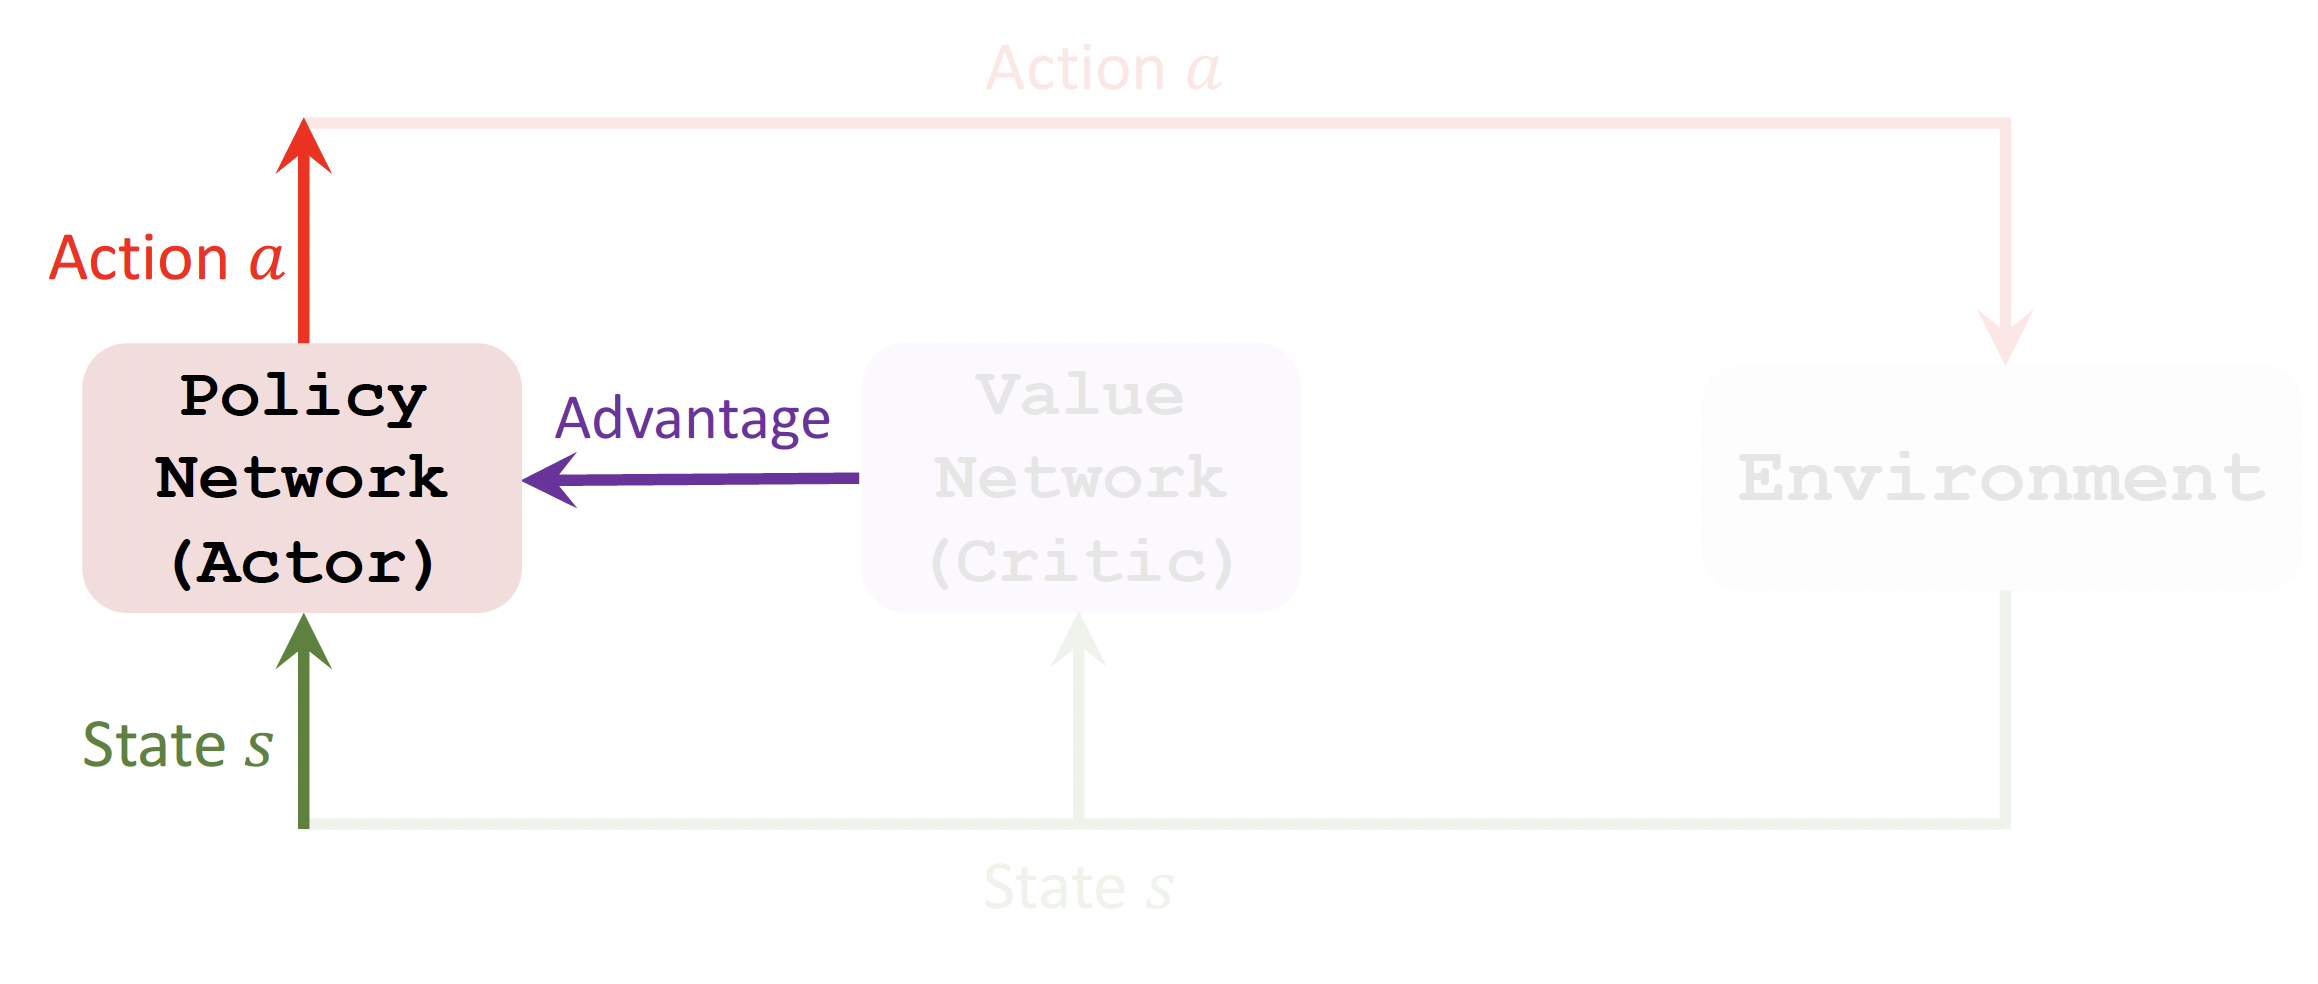 Action a
Action a
Policy
Network
(Actor)
Advantage
Value
Network
(Critic)
Environment
State s
State s